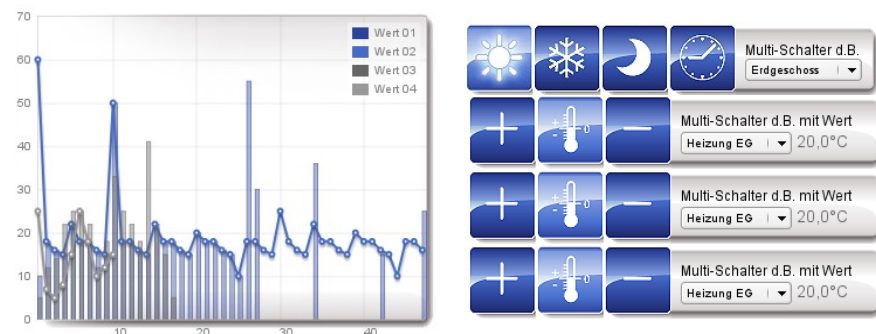 70
60
50
40
30
20
10
0
10
20
30
40
Wert 01
Wert 02
Wert 03
Wert 04
Multi-Schalter d.B.
Erdgeschoss
Multi-Schalter d.B. mit Wert
Heizung EG 20,0°C
Multi-Schalter d.B. mit Wert
Heizung EG 20,0°C
Multi-Schalter d.B. mit Wert
Heizung EG 20,0°C